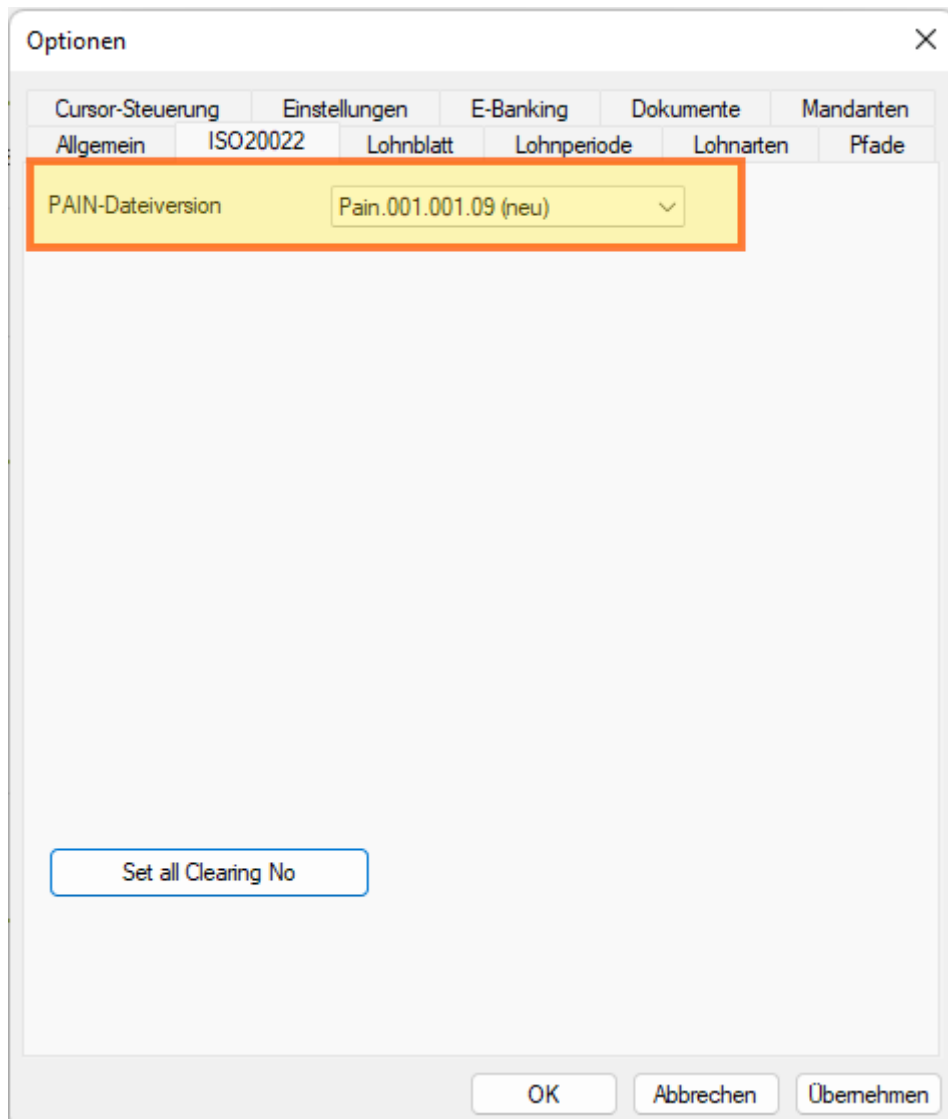 Optionen
Cursor-Steuerung Einstellungen E-Banking Dokumente Mandanten
Allgemein ISO20022 Lohnblatt Lohnperiode Lohnarten Pfade
PAIN-Dateiversion Pain.001.001.09 (neu)
Set all Clearing No
OK Abbrechen Übernehmen